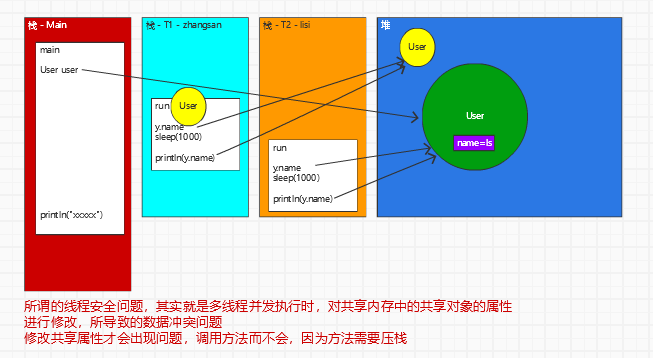 栈 - Main
main
User user
println("xxxxx")
栈 - T1 - zhangsan
run
User
y.name
sleep(1000)
println(y.name)
栈 - T2 - lisi
run
y.name
sleep(1000)
println(y.name)
堆
User
User
name=ls
所谓的线程安全问题，其实就是多线程并发执行时，对共享内存中的共享对象的属性
进行修改，所导致的数据冲突问题
修改共享属性才会出现问题，调用方法而不会，因为方法需要压栈